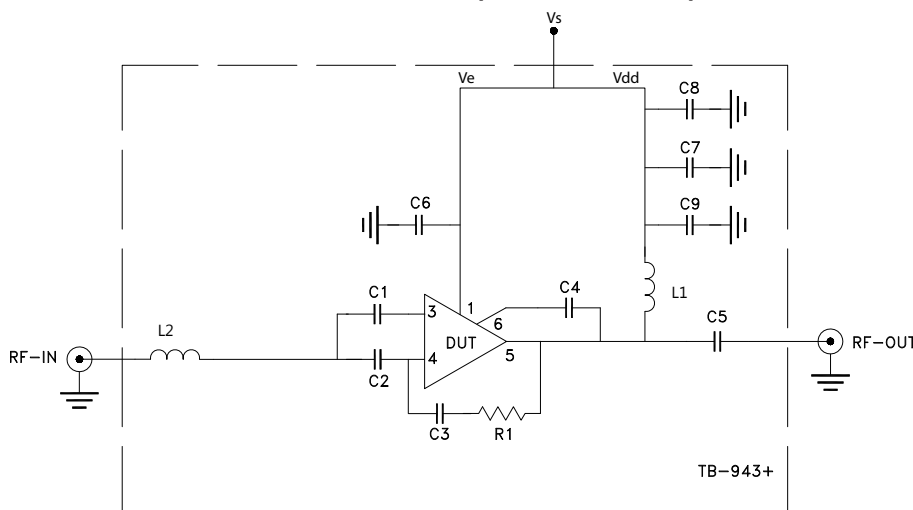 Vs
Ve
Vdd
C8
C7
C6
C9
C1
3
1
6
C4
L1
L2
C5
RF-IN
DUT
5
RF-OUT
C2
4
C3
R1
TB-943+